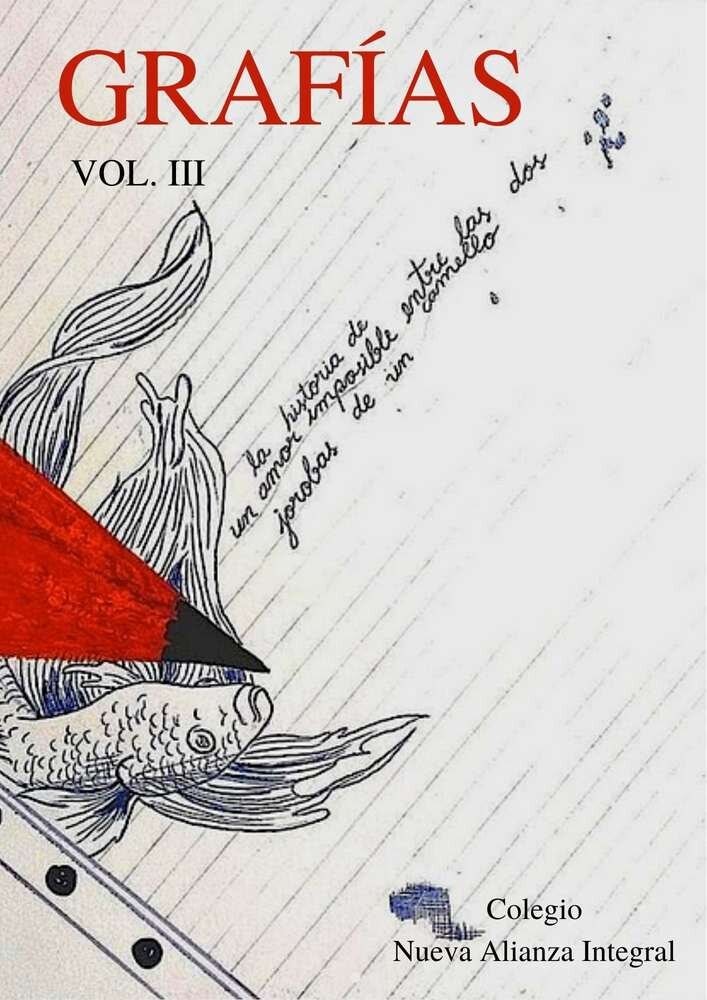 GRAFÍAS
VOL. III
la historia de
un amor imposible entre las dos
jorobas de un camello
Colegio
Nueva Alianza Integral